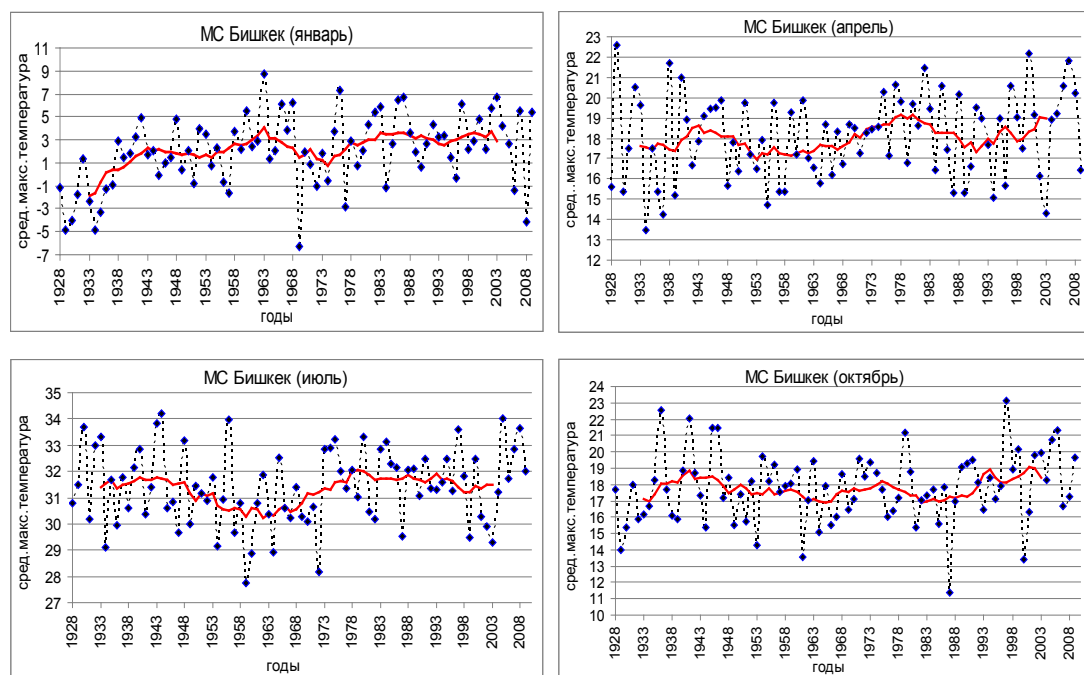 МС Бишкек (январь)
сред. макс. температура
11
9
7
5
3
1
-1
-3
-5
-7
1928 1933 1938 1943 1948 1953 1958 1963 1968 1973 1978 1983 1988 1993 1998 2003 2008
годы
МС Бишкек (апрель)
сред. макс. температура
23
22
21
20
19
18
17
16
15
14
13
12
1928 1933 1938 1943 1948 1953 1958 1963 1968 1973 1978 1983 1988 1993 1998 2003 2008
годы
МС Бишкек (июль)
сред. макс. температура
35
34
33
32
31
30
29
28
27
1928 1933 1938 1943 1948 1953 1958 1963 1968 1973 1978 1983 1988 1993 1998 2003 2008
годы
МС Бишкек (октябрь)
сред. макс. температура
24
23
22
21
20
19
18
17
16
15
14
13
12
11
10
1928 1933 1938 1943 1948 1953 1958 1963 1968 1973 1978 1983 1988 1993 1998 2003 2008
годы